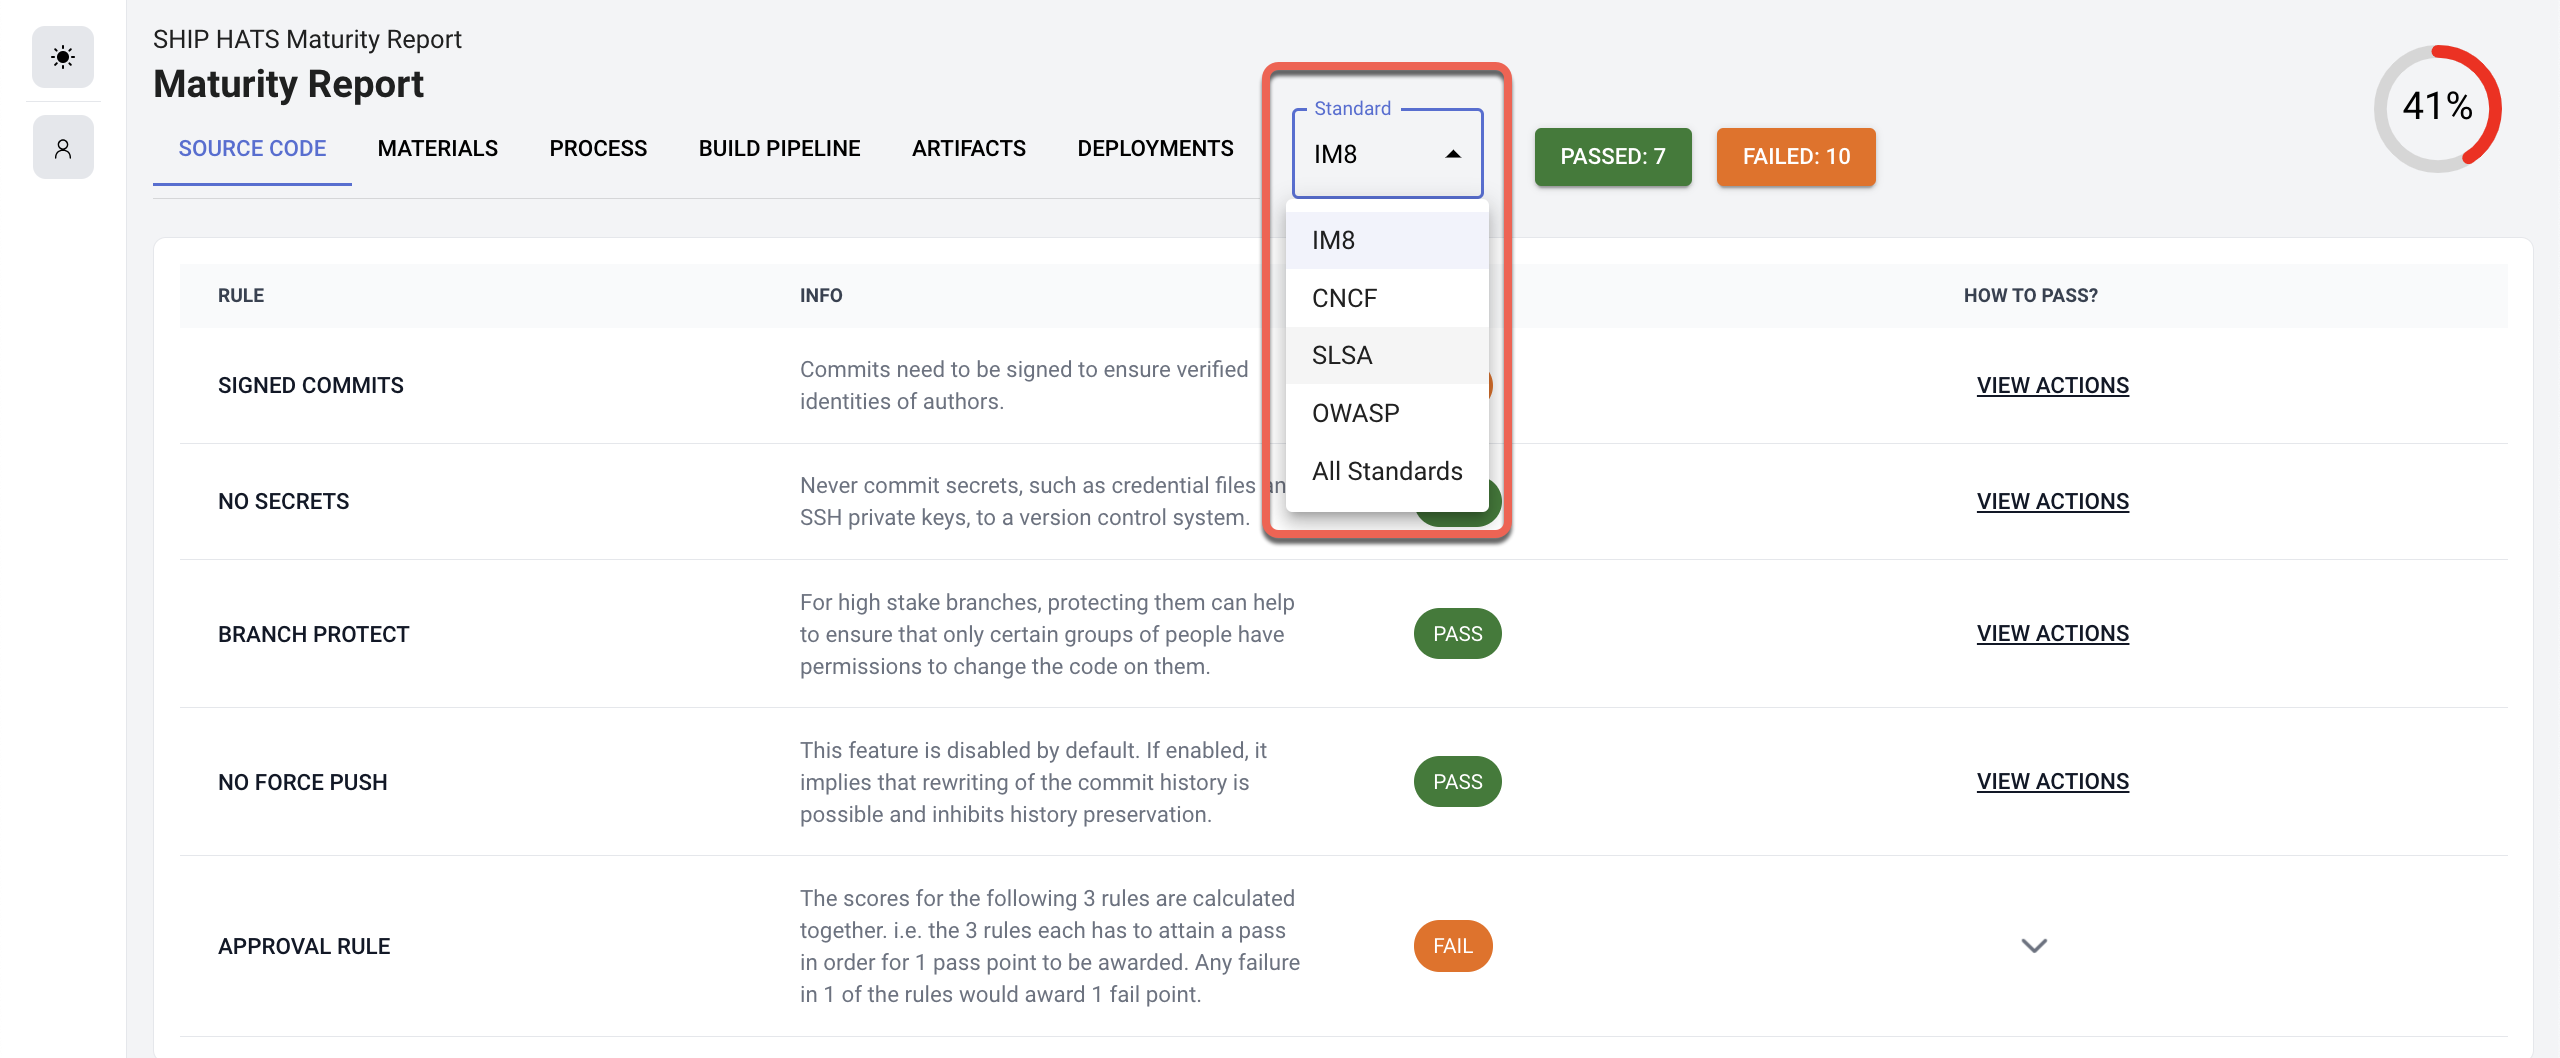 SHIP HATS Maturity Report
Maturity Report
SOURCE CODE MATERIALS PROCESS BUILD PIPELINE ARTIFACTS DEPLOYMENTS
Standard
IM8
PASSED: 7
FAILED: 10
41%
IM8
CNCF
SLSA
OWASP
All Standards
RULE INFO HOW TO PASS?
SIGNED COMMITS
Commits need to be signed to ensure verified
identities of authors.
VIEW ACTIONS
NO SECRETS
Never commit secrets, such as credential files
SSH private keys, to a version control system.
VIEW ACTIONS
BRANCH PROTECT
For high stake branches, protecting them can help
to ensure that only certain groups of people have
permissions to change the code on them.
PASS
VIEW ACTIONS
NO FORCE PUSH
This feature is disabled by default. If enabled, it
implies that rewriting of the commit history is
possible and inhibits history preservation.
PASS
VIEW ACTIONS
APPROVAL RULE
The scores for the following 3 rules are calculated
together. i.e. the 3 rules each has to attain a pass
in order for 1 pass point to be awarded. Any failure
in 1 of the rules would award 1 fail point.
FAIL